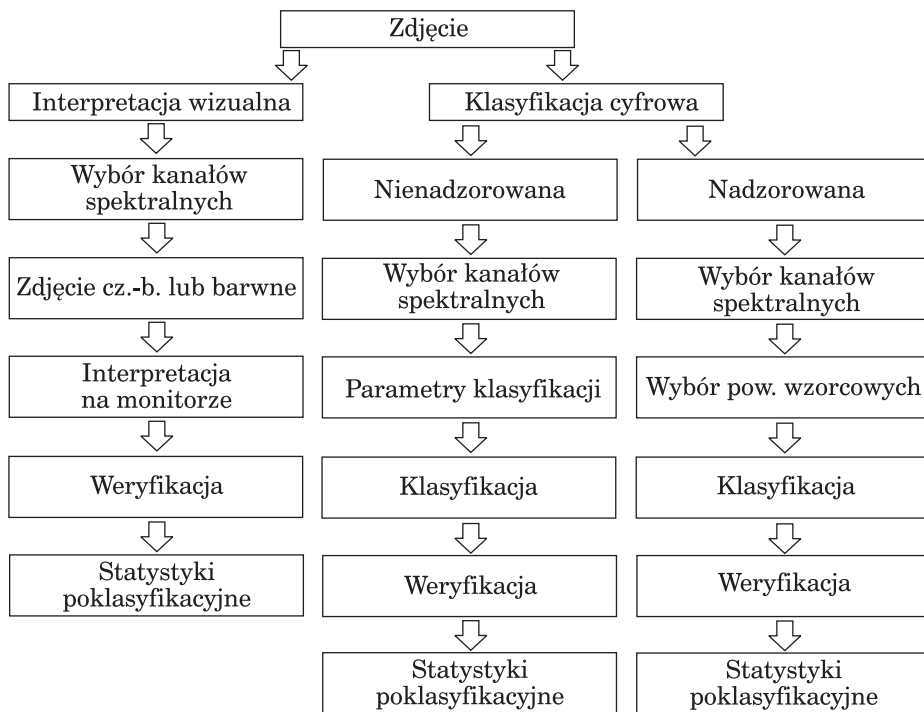 Zdjęcie
Interpretacja wizualna
Klasyfikacja cyfrowa
Wybór kanałów
spektralnych
Nienadzorowana
Nadzorowana
Zdjęcie cz.-b. lub barwne
Wybór kanałów
spektralnych
Wybór kanałów
spektralnych
Interpretacja
na monitorze
Parametry klasyfikacji
Wybór pow. wzorcowych
Weryfikacja
Klasyfikacja
Klasyfikacja
Statystyki
poklasyfikacyjne
Weryfikacja
Weryfikacja
Statystyki
poklasyfikacyjne
Statystyki
poklasyfikacyjne